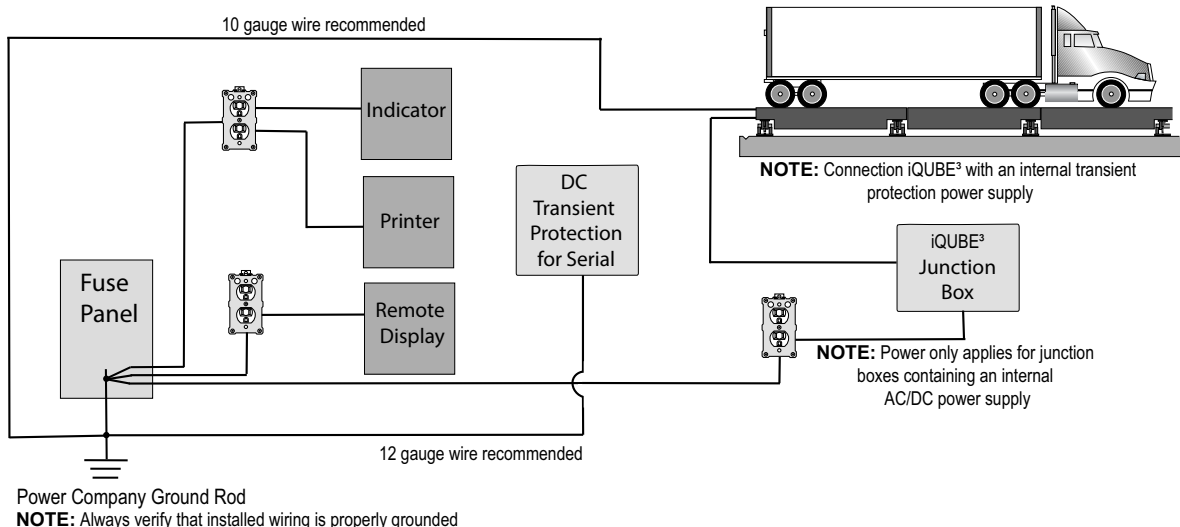 10 gauge wire recommended
Indicator
Printer
Remote
Display
Fuse
Panel
DC
Transient
Protection
for Serial
NOTE: Connection iQUBE³ with an internal transient
protection power supply
iQUBE³
Junction
Box
NOTE: Power only applies for junction
boxes containing an internal
AC/DC power supply
12 gauge wire recommended
Power Company Ground Rod
NOTE: Always verify that installed wiring is properly grounded